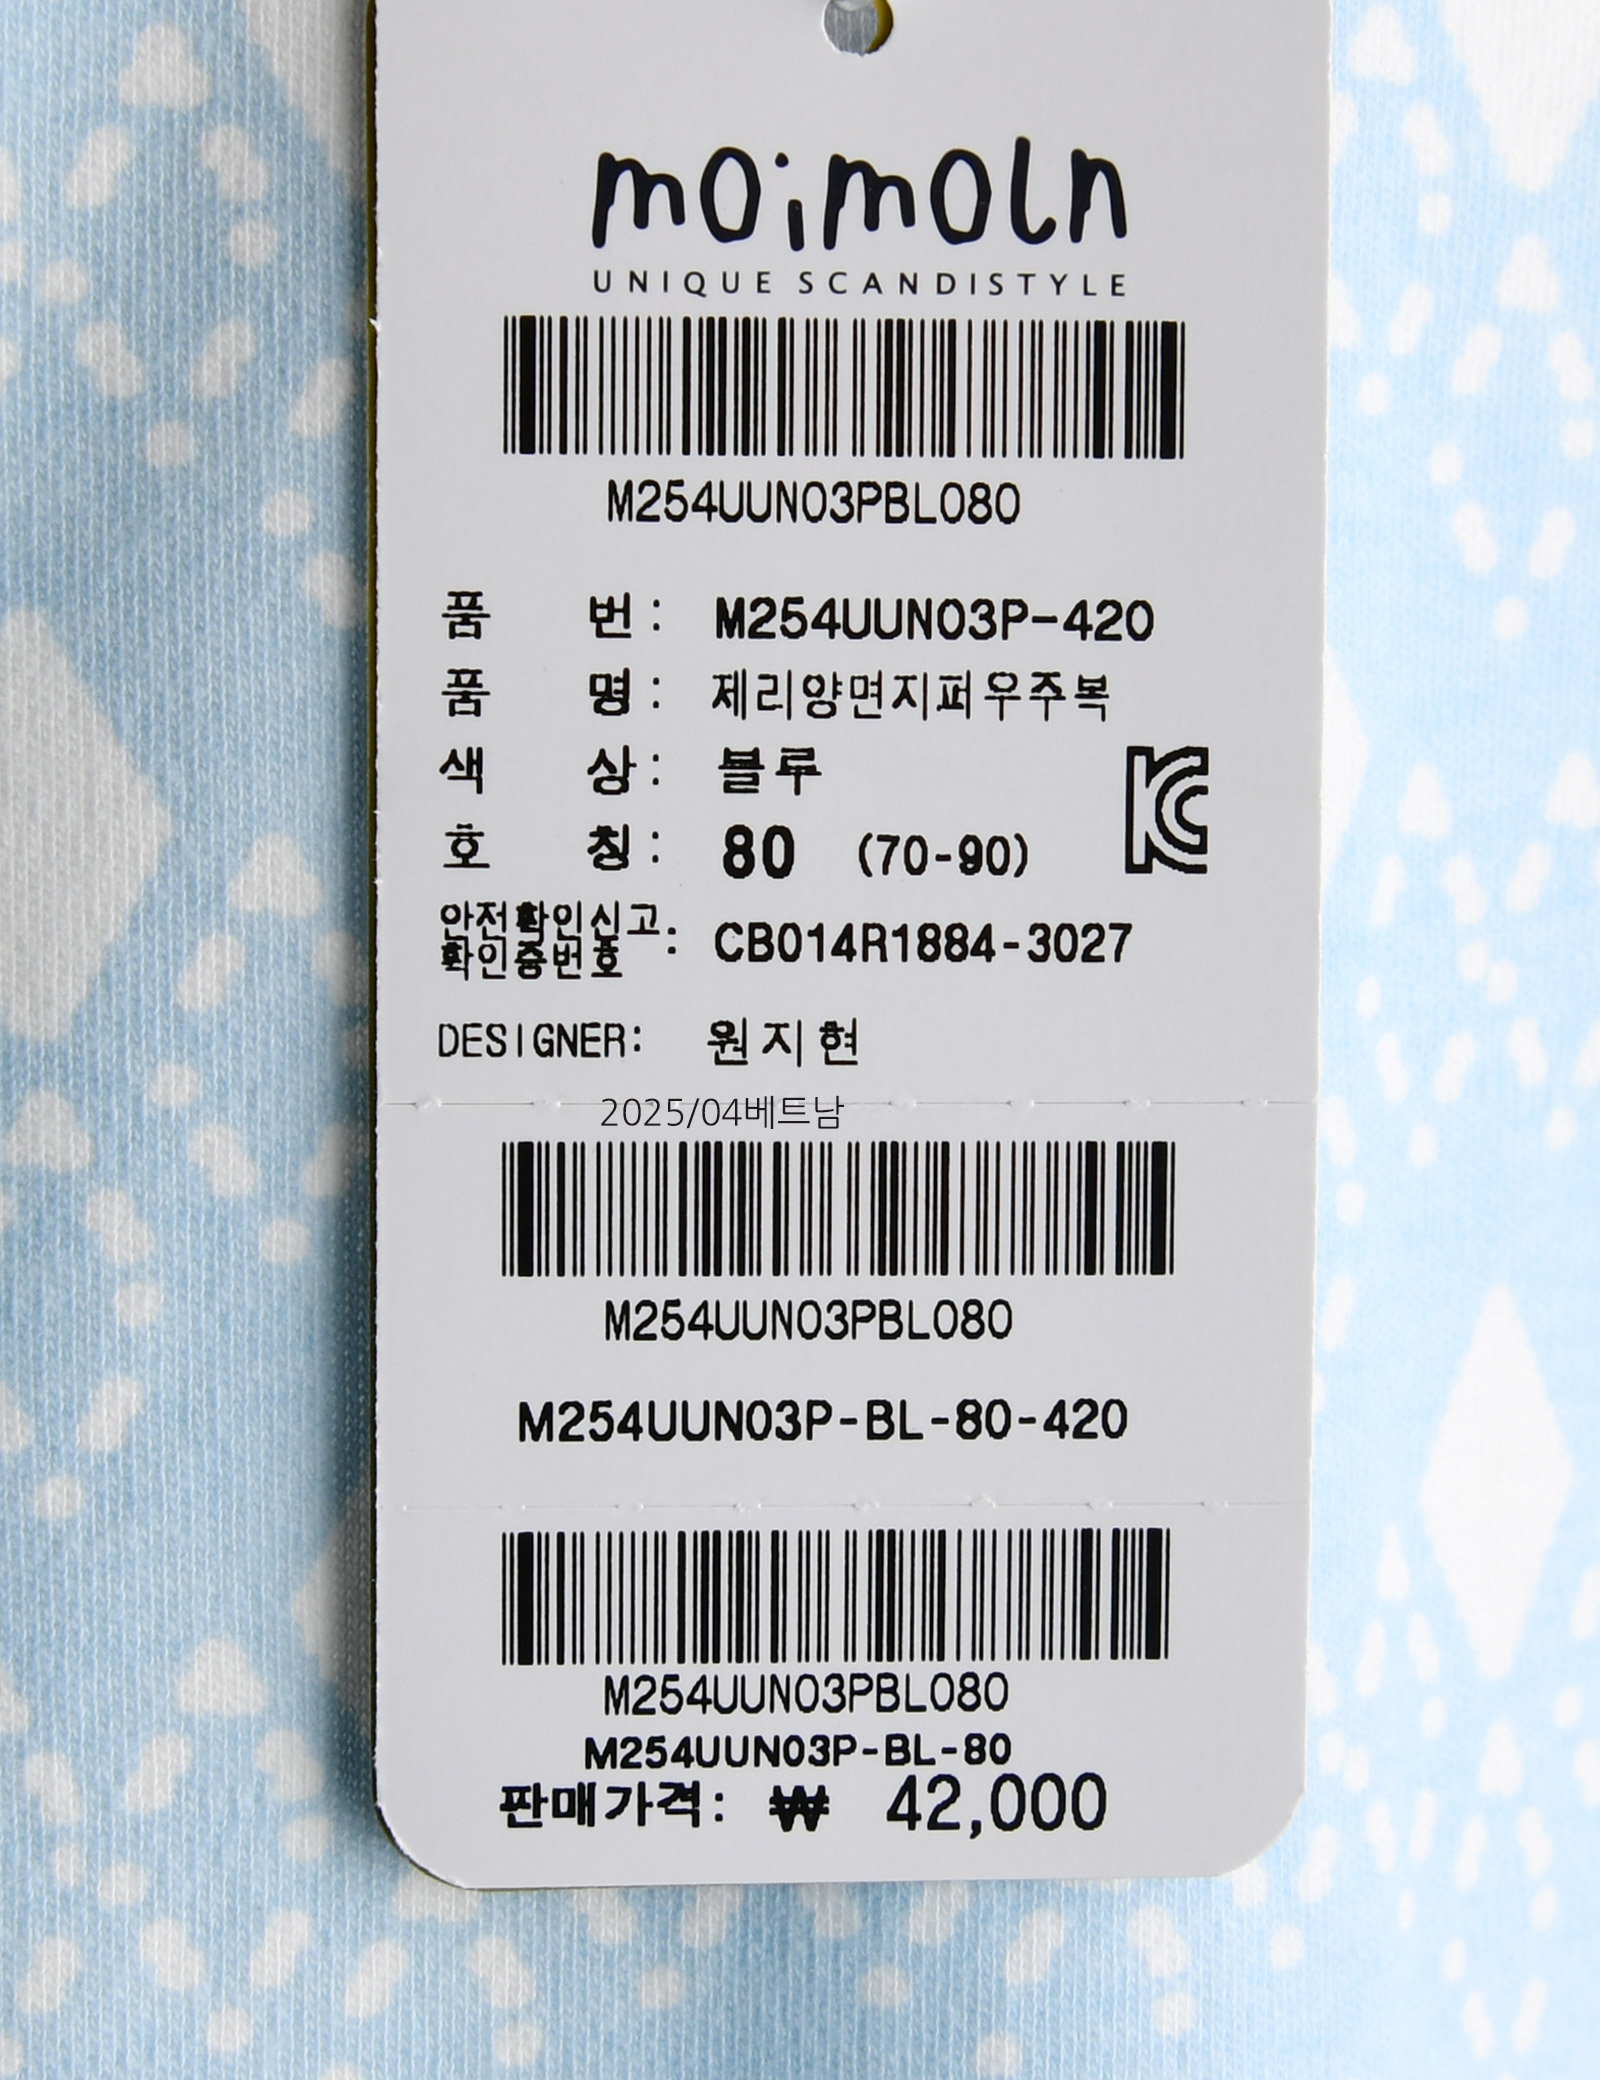 moimoln
UNIQUE SCANDISTYLE
M254UUN03PBL080
품 번: M254UUN03P-420
품 명: 제리양면지퍼우주복
색 상: 블루
호 칭: 80 (70-90)
안전확인신고
확인증번호: CB014R1884-3027
DESIGNER: 원지현
2025/04베트남
M254UUN03PBL080
M254UUN03P-BL-80-420
M254UUN03PBL080
M254UUN03P-BL-80
판매가격: ₩ 42,000